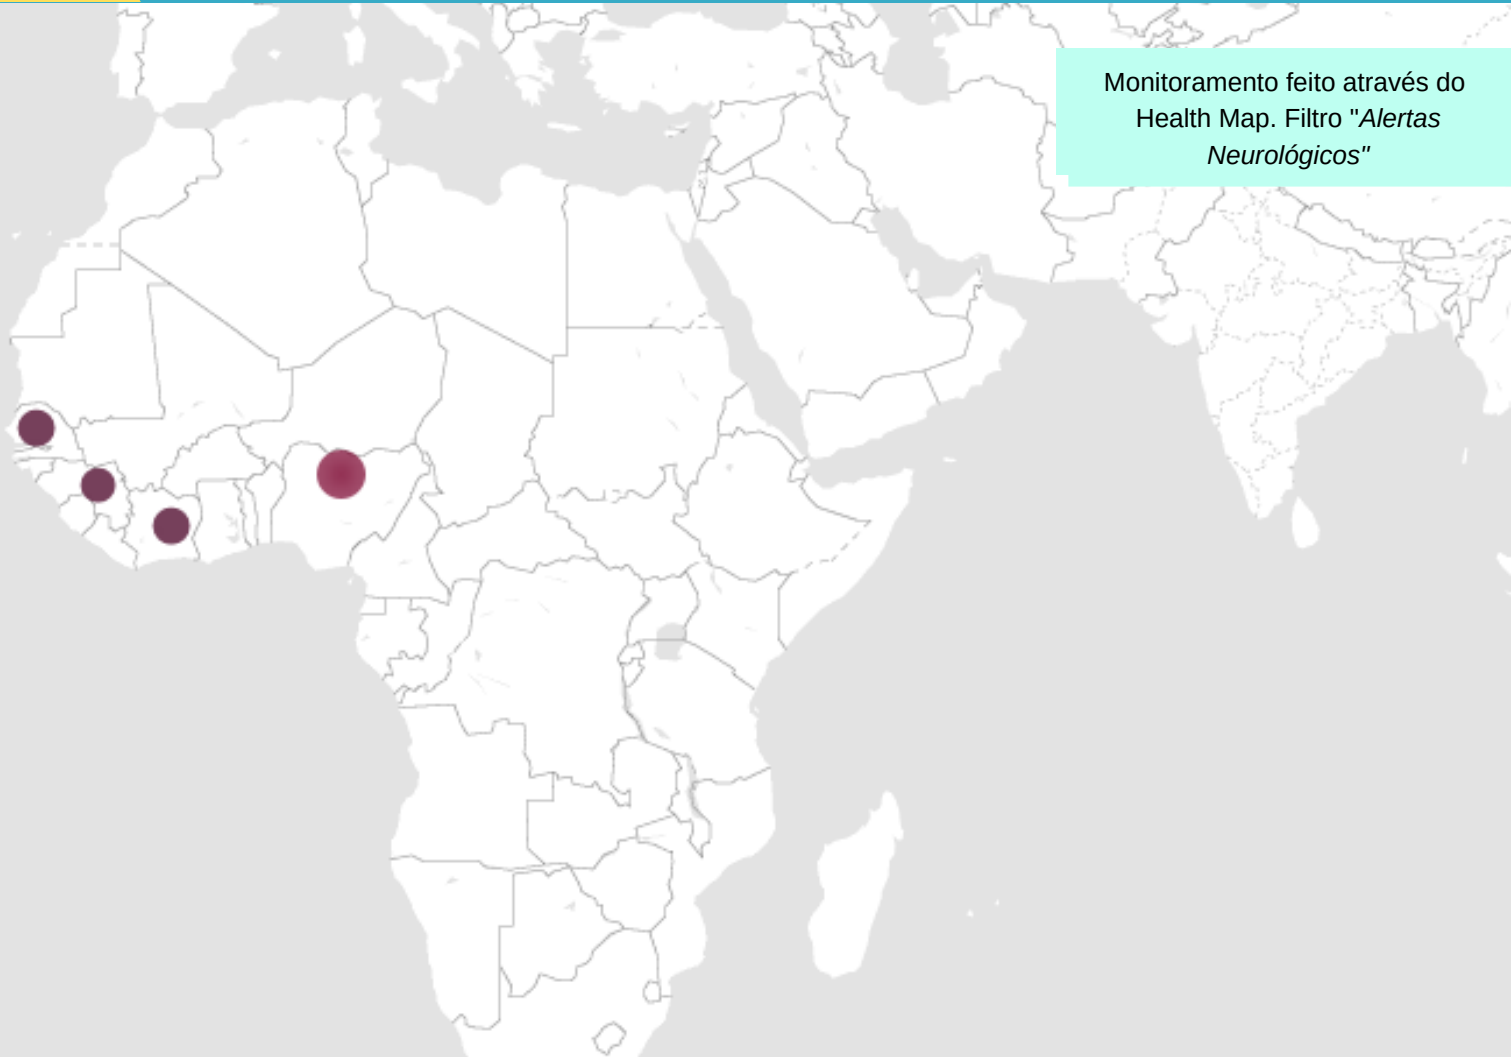 Monitoramento feito através do
Health Map. Filtro "Alertas
Neurológicos"